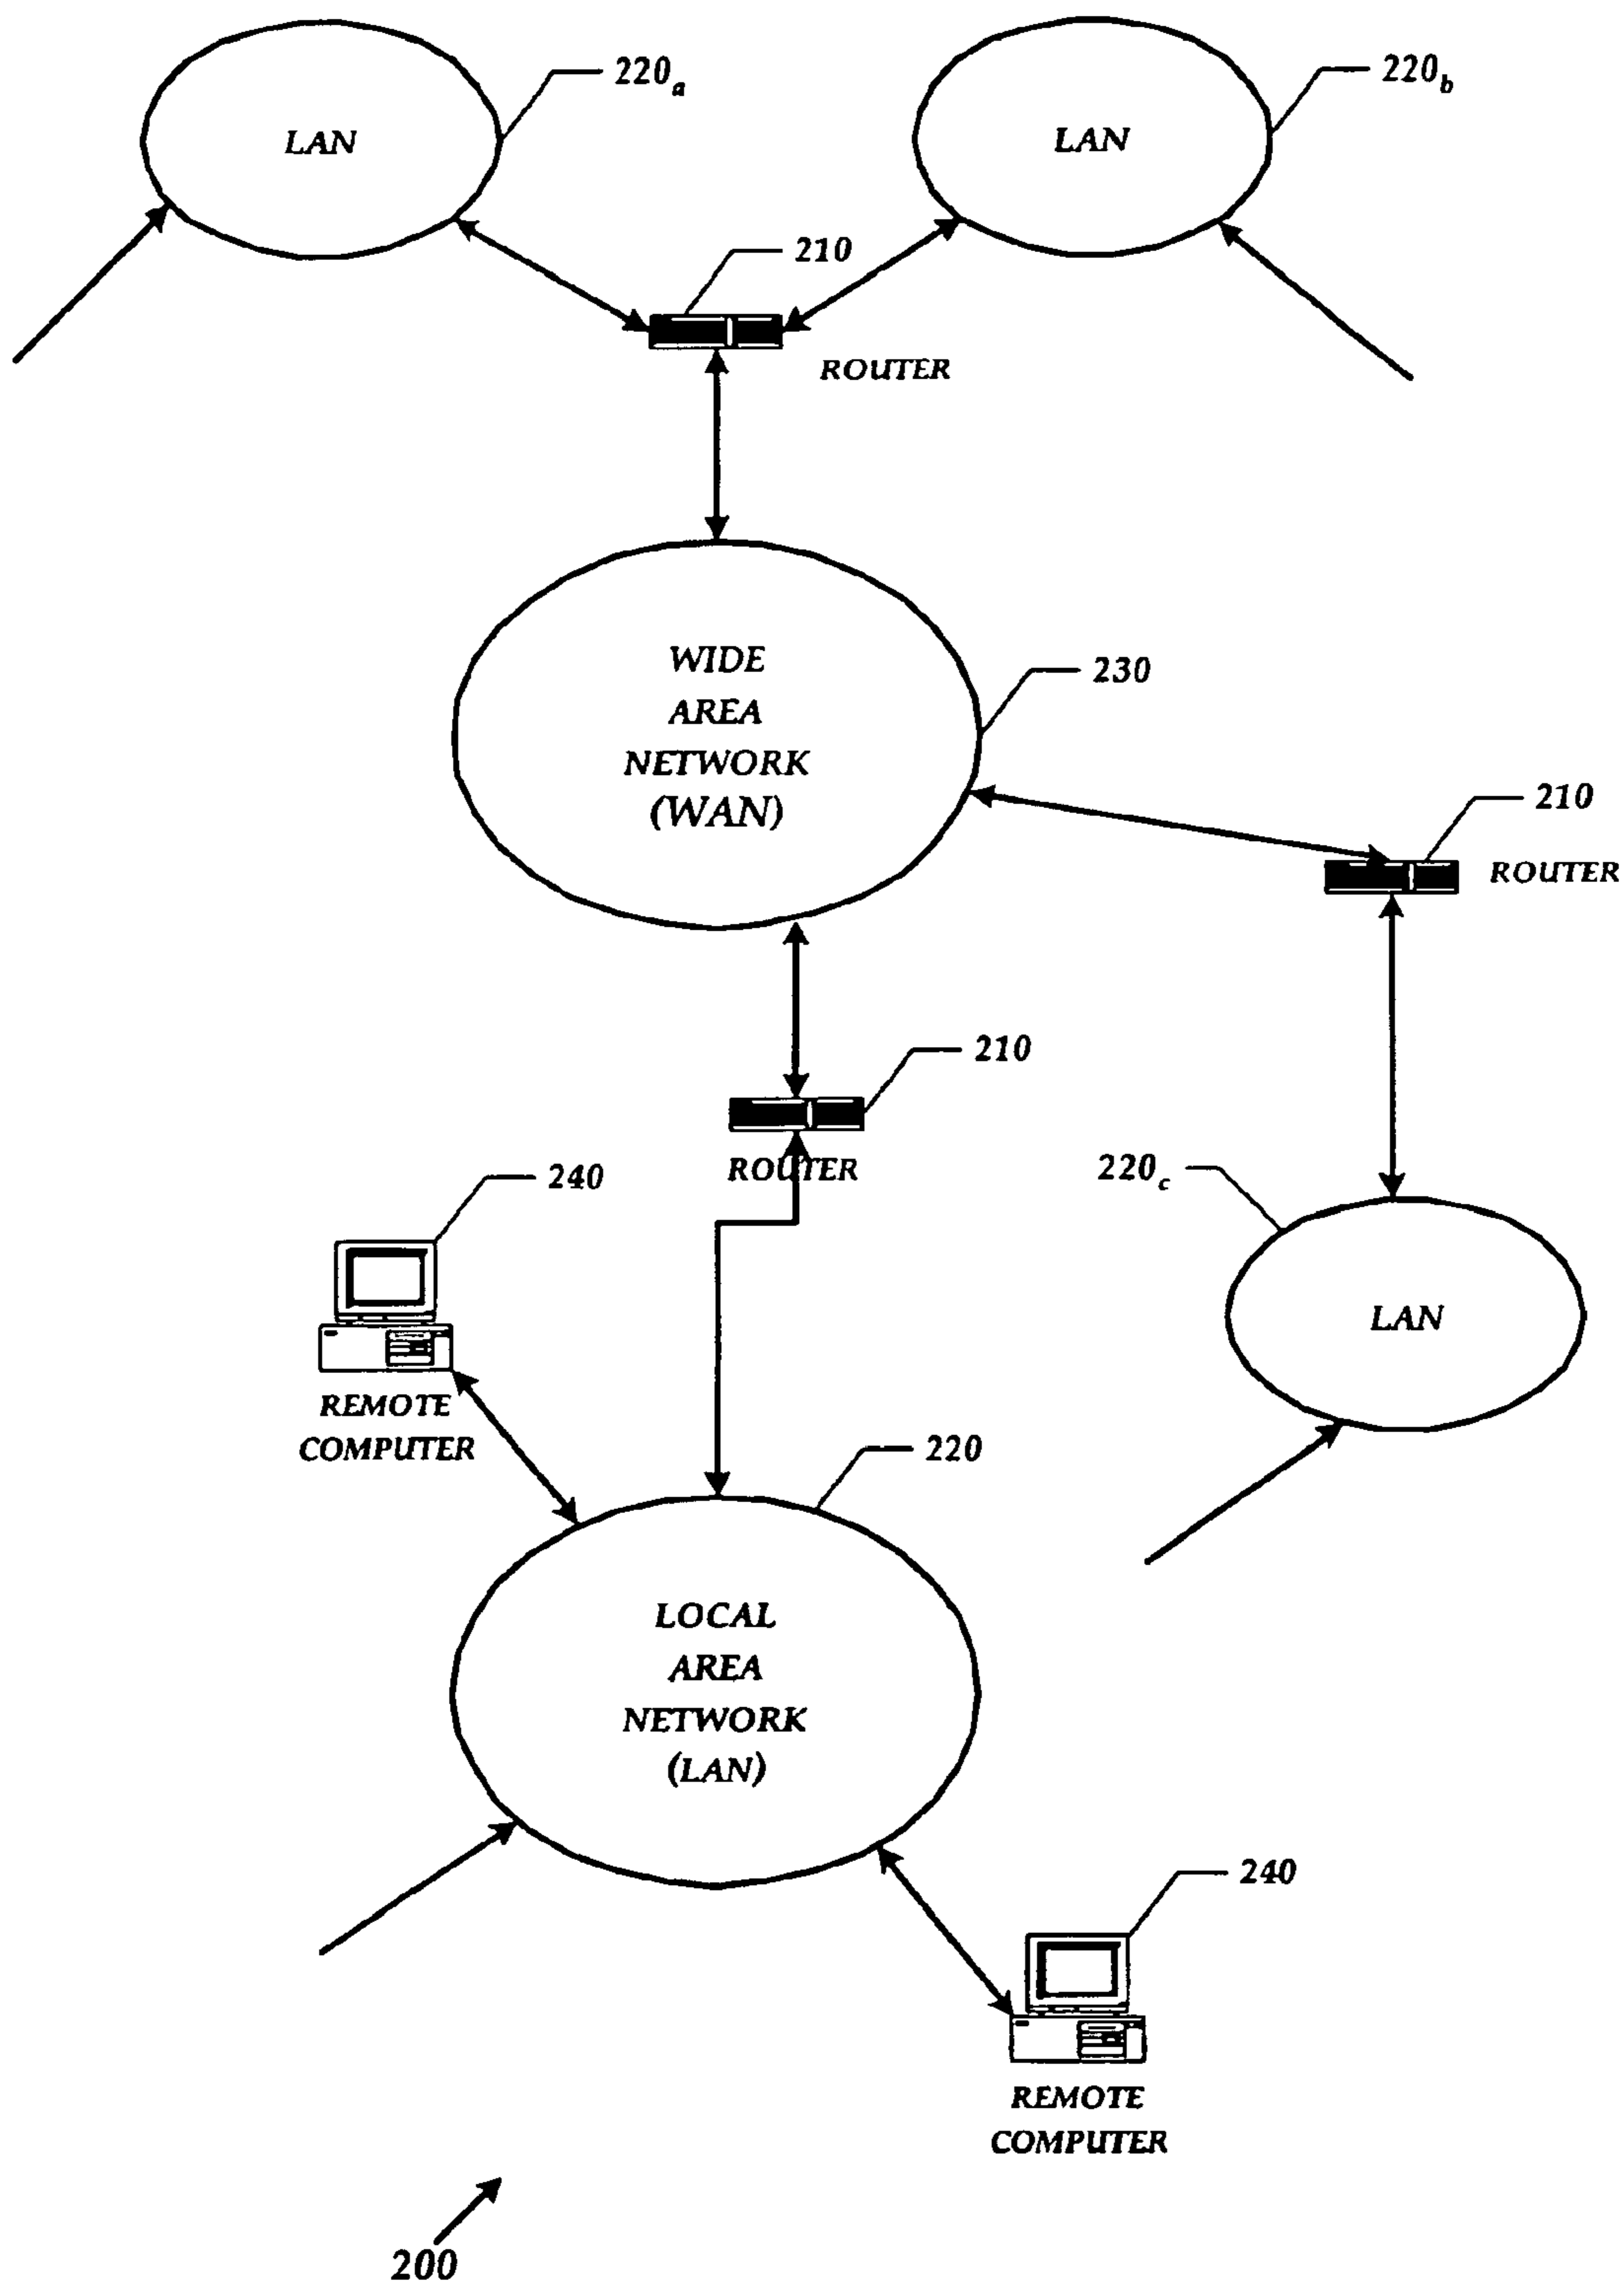 220a
220b
LAN
LAN
210
ROUTER
WIDE
AREA
NETWORK
(WAN)
230
210
ROUTER
210
ROUTER
220c
240
LAN
REMOTE
COMPUTER
220
LOCAL
AREA
NETWORK
(LAN)
240
REMOTE
COMPUTER
200